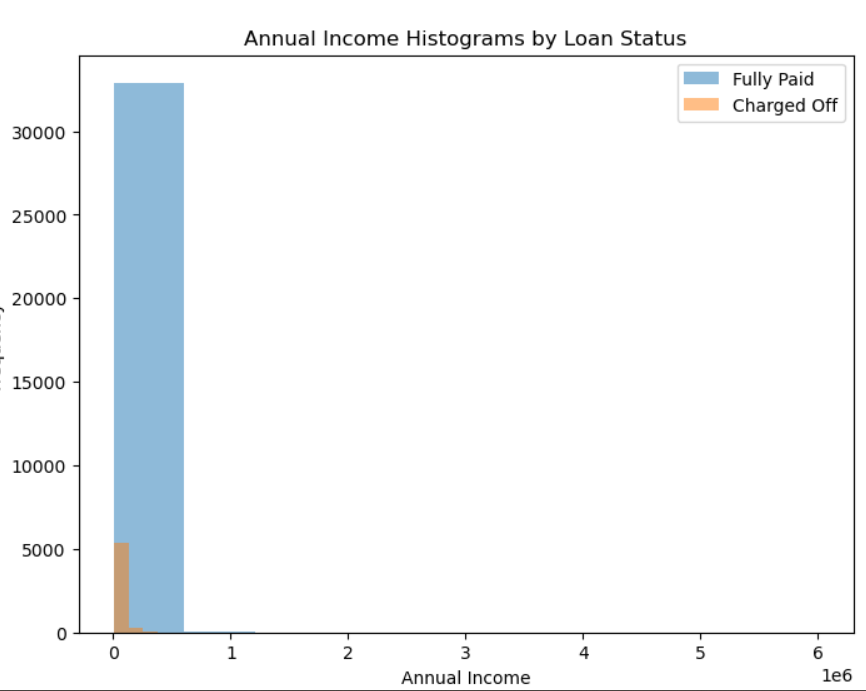 Annual Income Histograms by Loan Status
Fully Paid
Charged Off
30000
25000
20000
15000
10000
5000
0
0 1 2 3 4 5 6
1e6
Annual Income